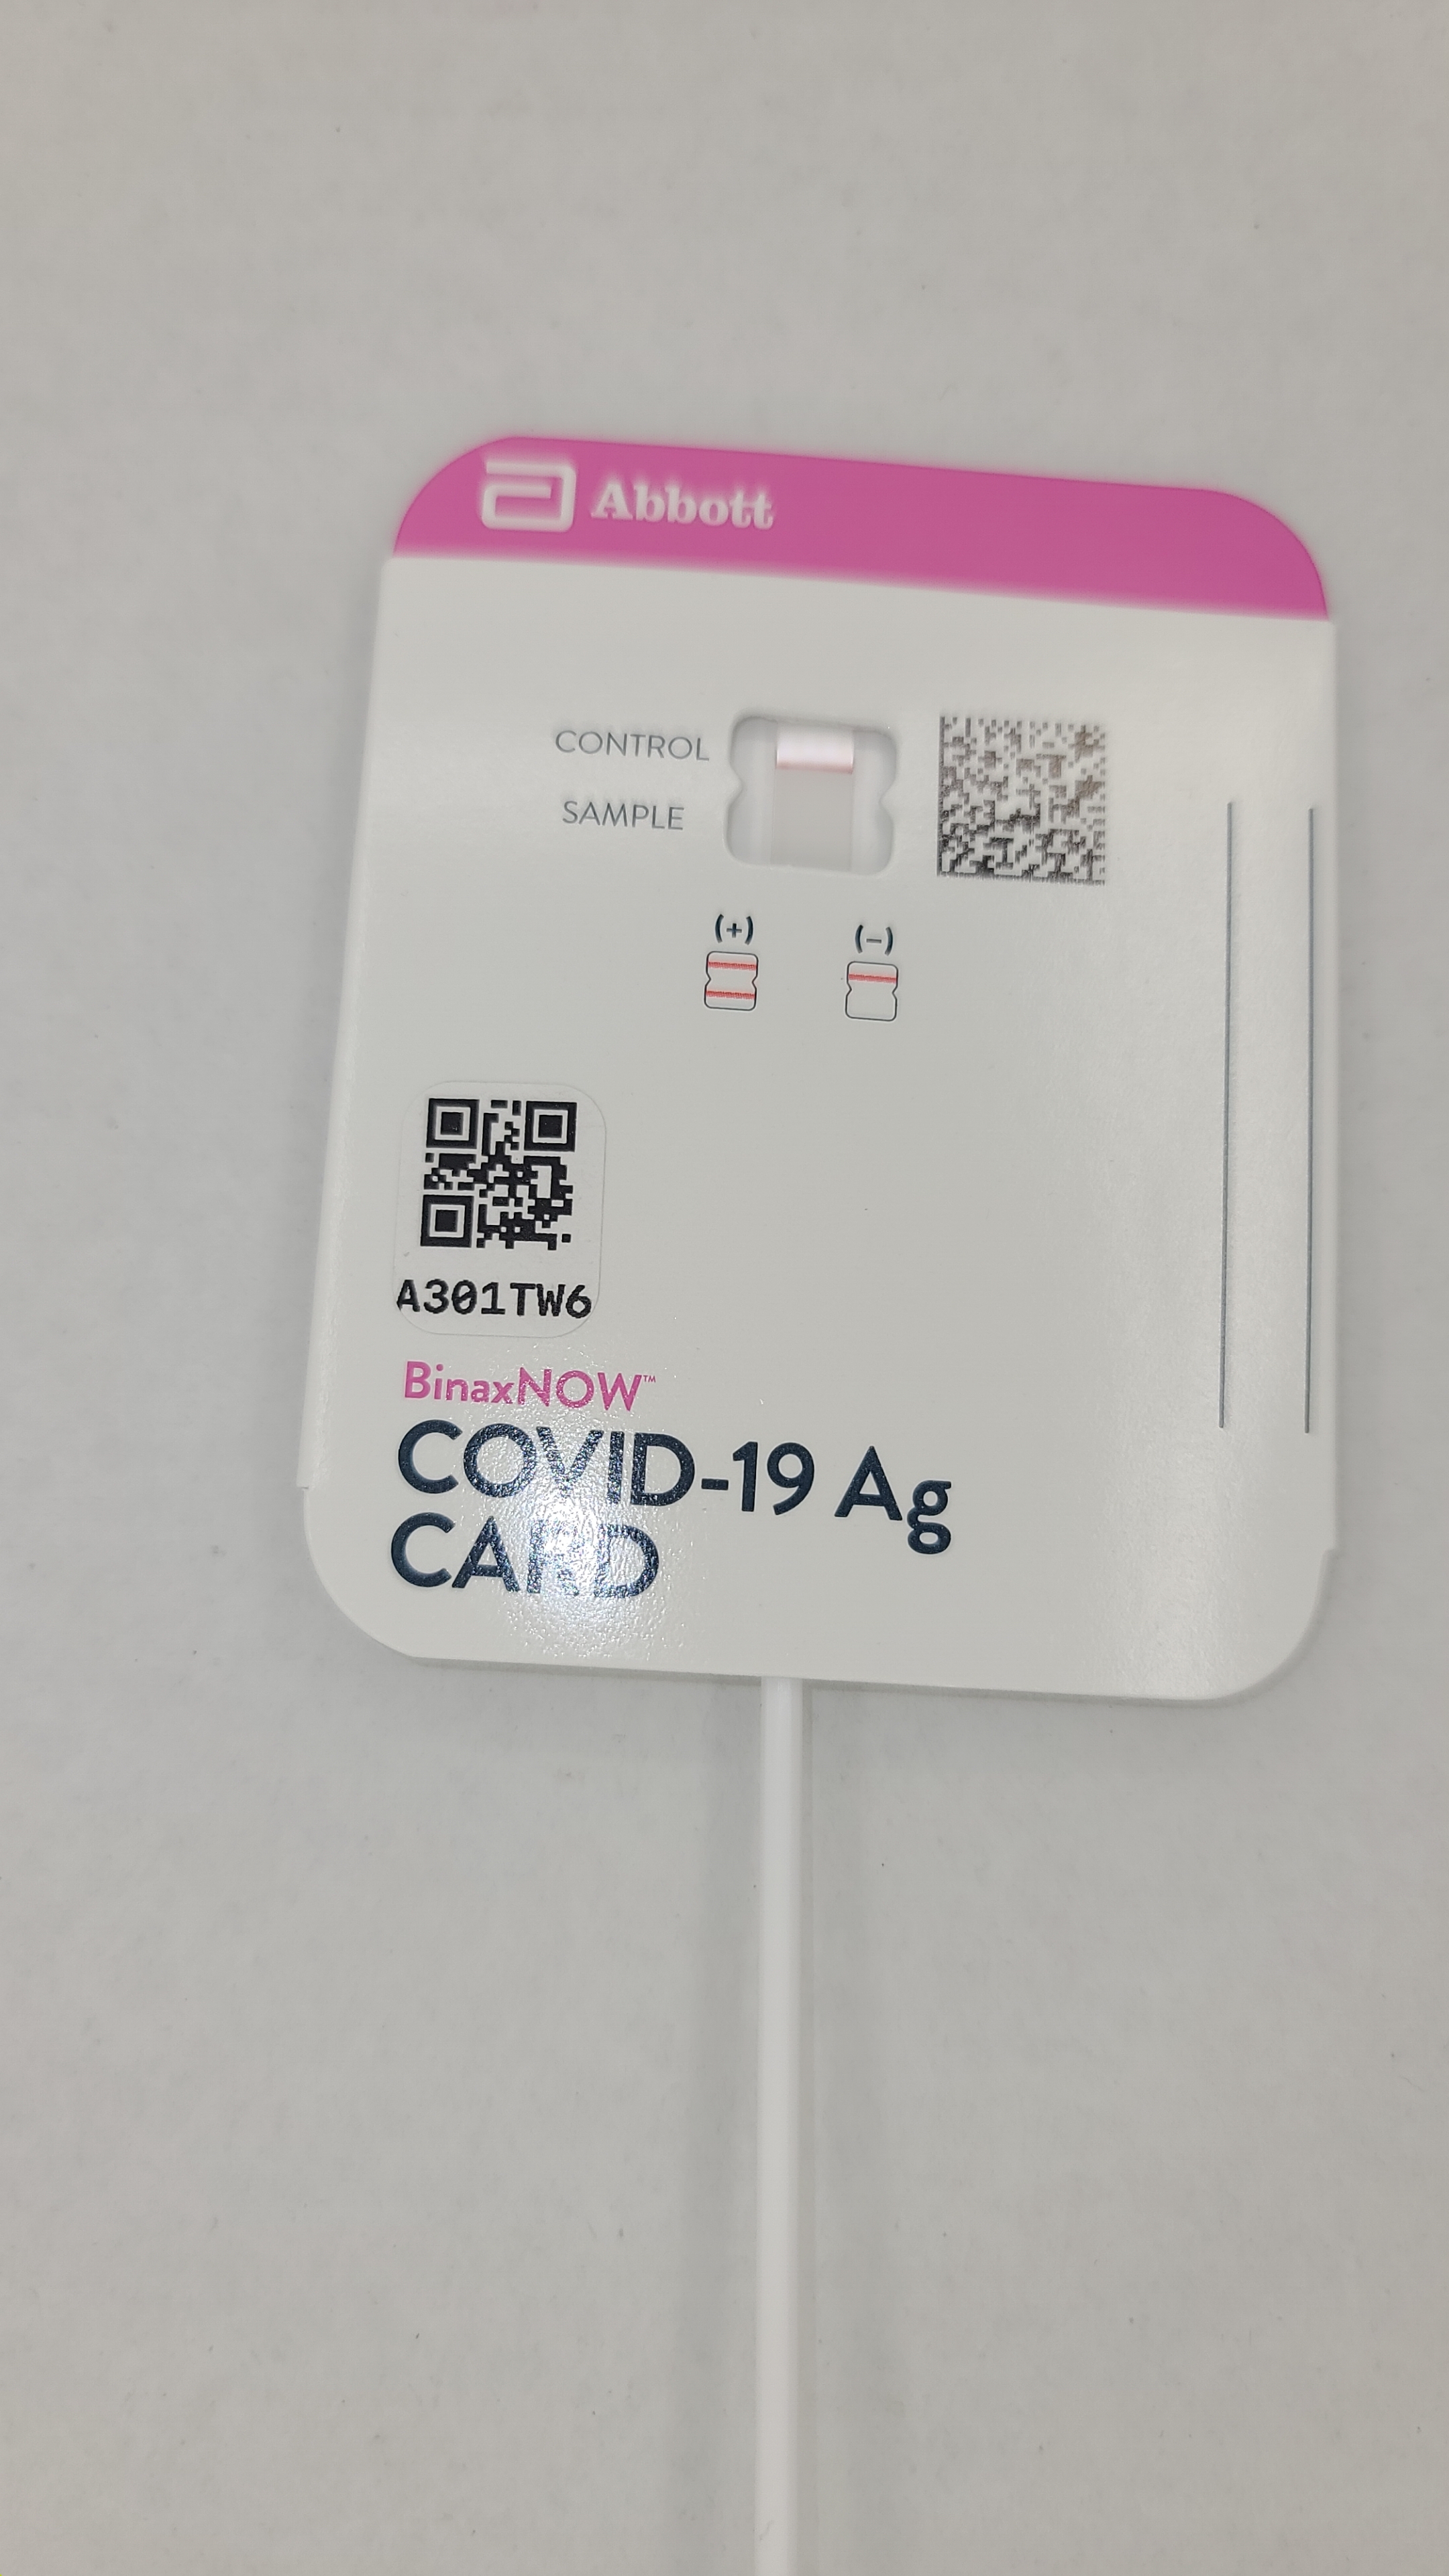 Abbott
CONTROL
SAMPLE
(+) (-)
A301TW6
BinaxNOW™
COVID-19 Ag
CARD